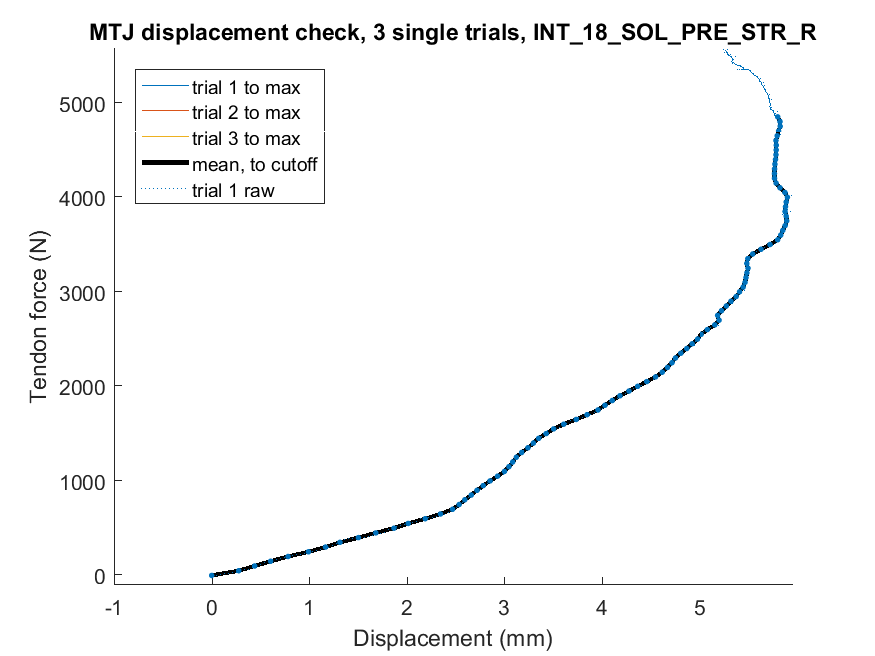 MTJ displacement check, 3 single trials, INT_18_SOL_PRE_STR_R
trial 1 to max
trial 2 to max
trial 3 to max
mean, to cutoff
trial 1 raw
Tendon force (N)
5000
4000
3000
2000
1000
0
-1 0 1 2 3 4 5
Displacement (mm)